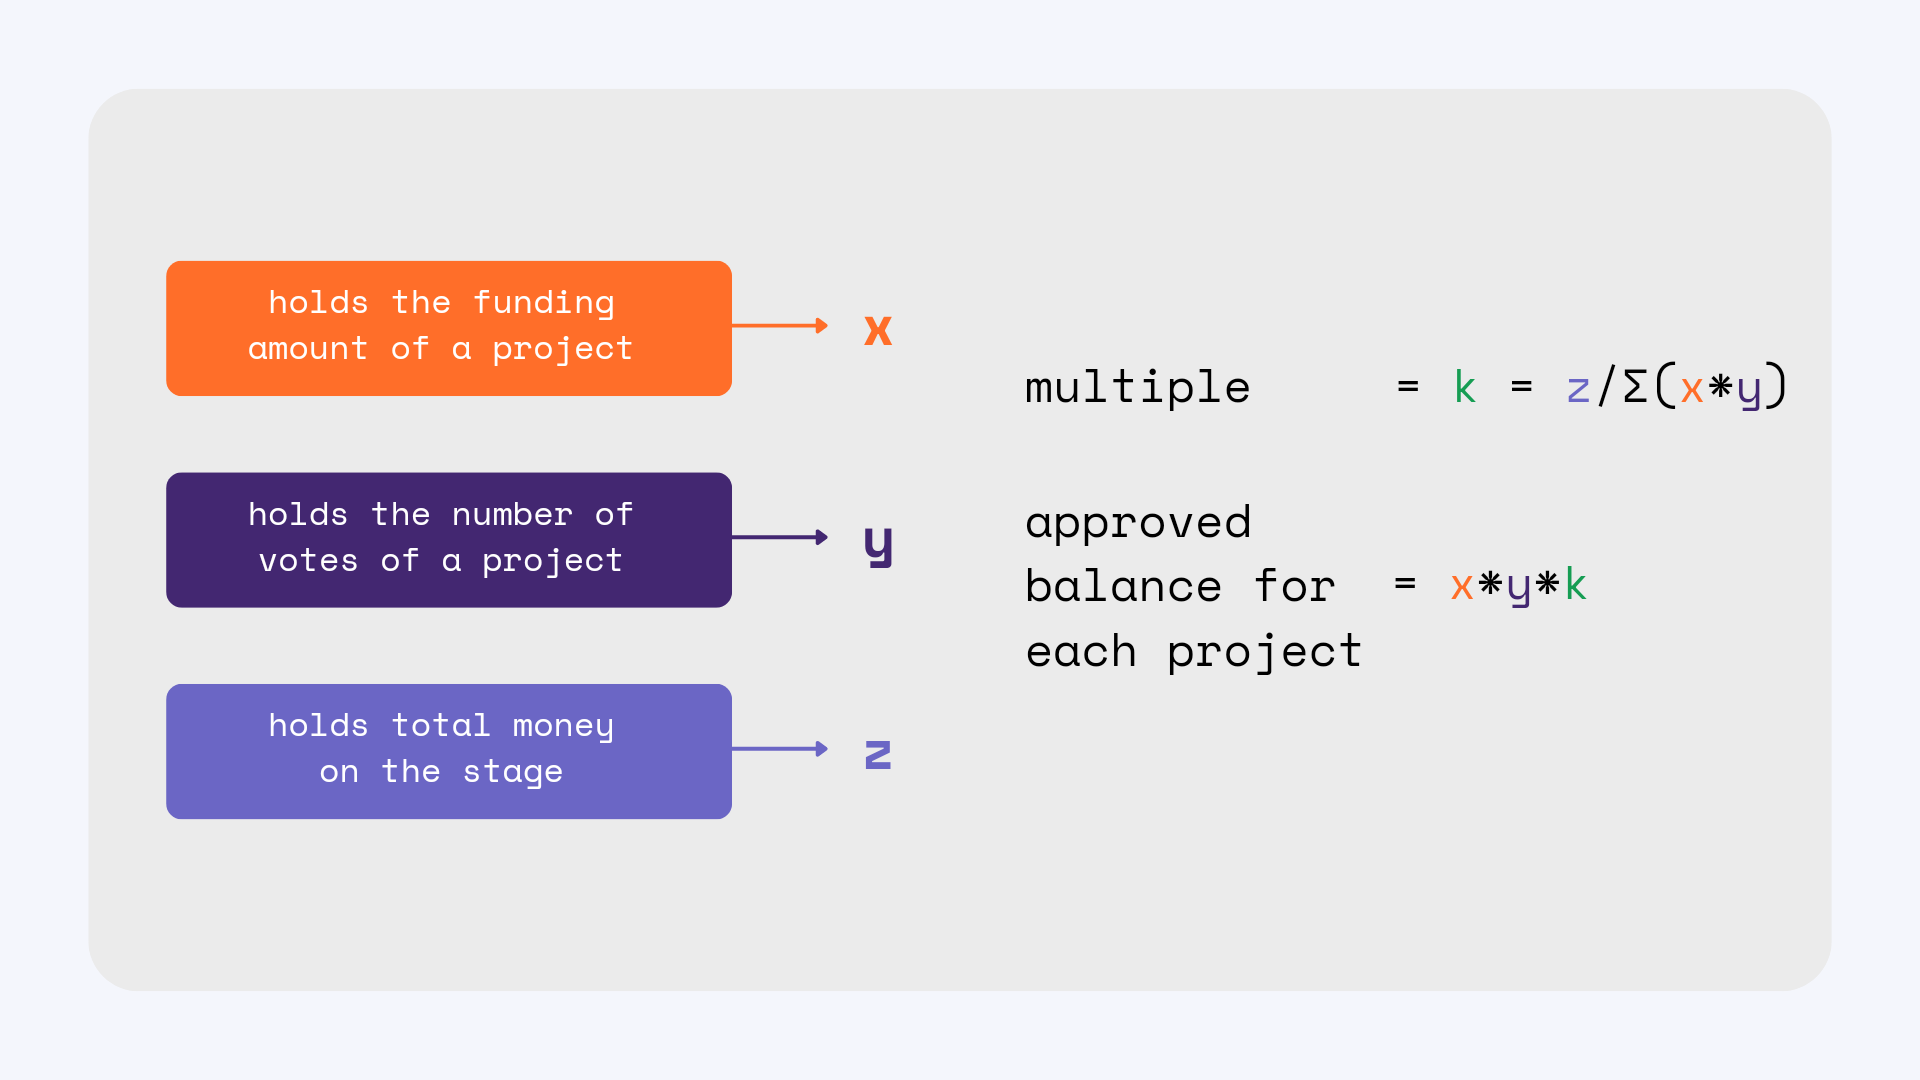 holds the funding
amount of a project
x
holds the number of
votes of a project
y
holds total money
on the stage
z
multiple = k = z/Σ(x*y)
approved
balance for = x*y*k
each project